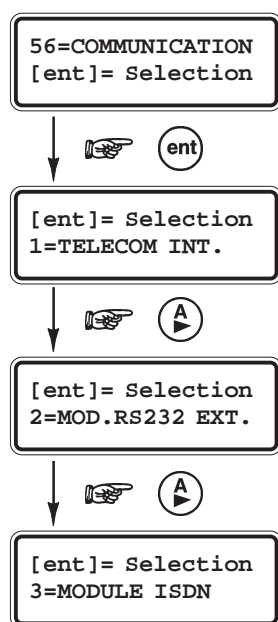 56=COMMUNICATION
[ent]= Selection
ent
[ent]= Selection
1=TELECOM INT.
A
[ent]= Selection
2=MOD.RS232 EXT.
A
[ent]= Selection
3=MODULE ISDN